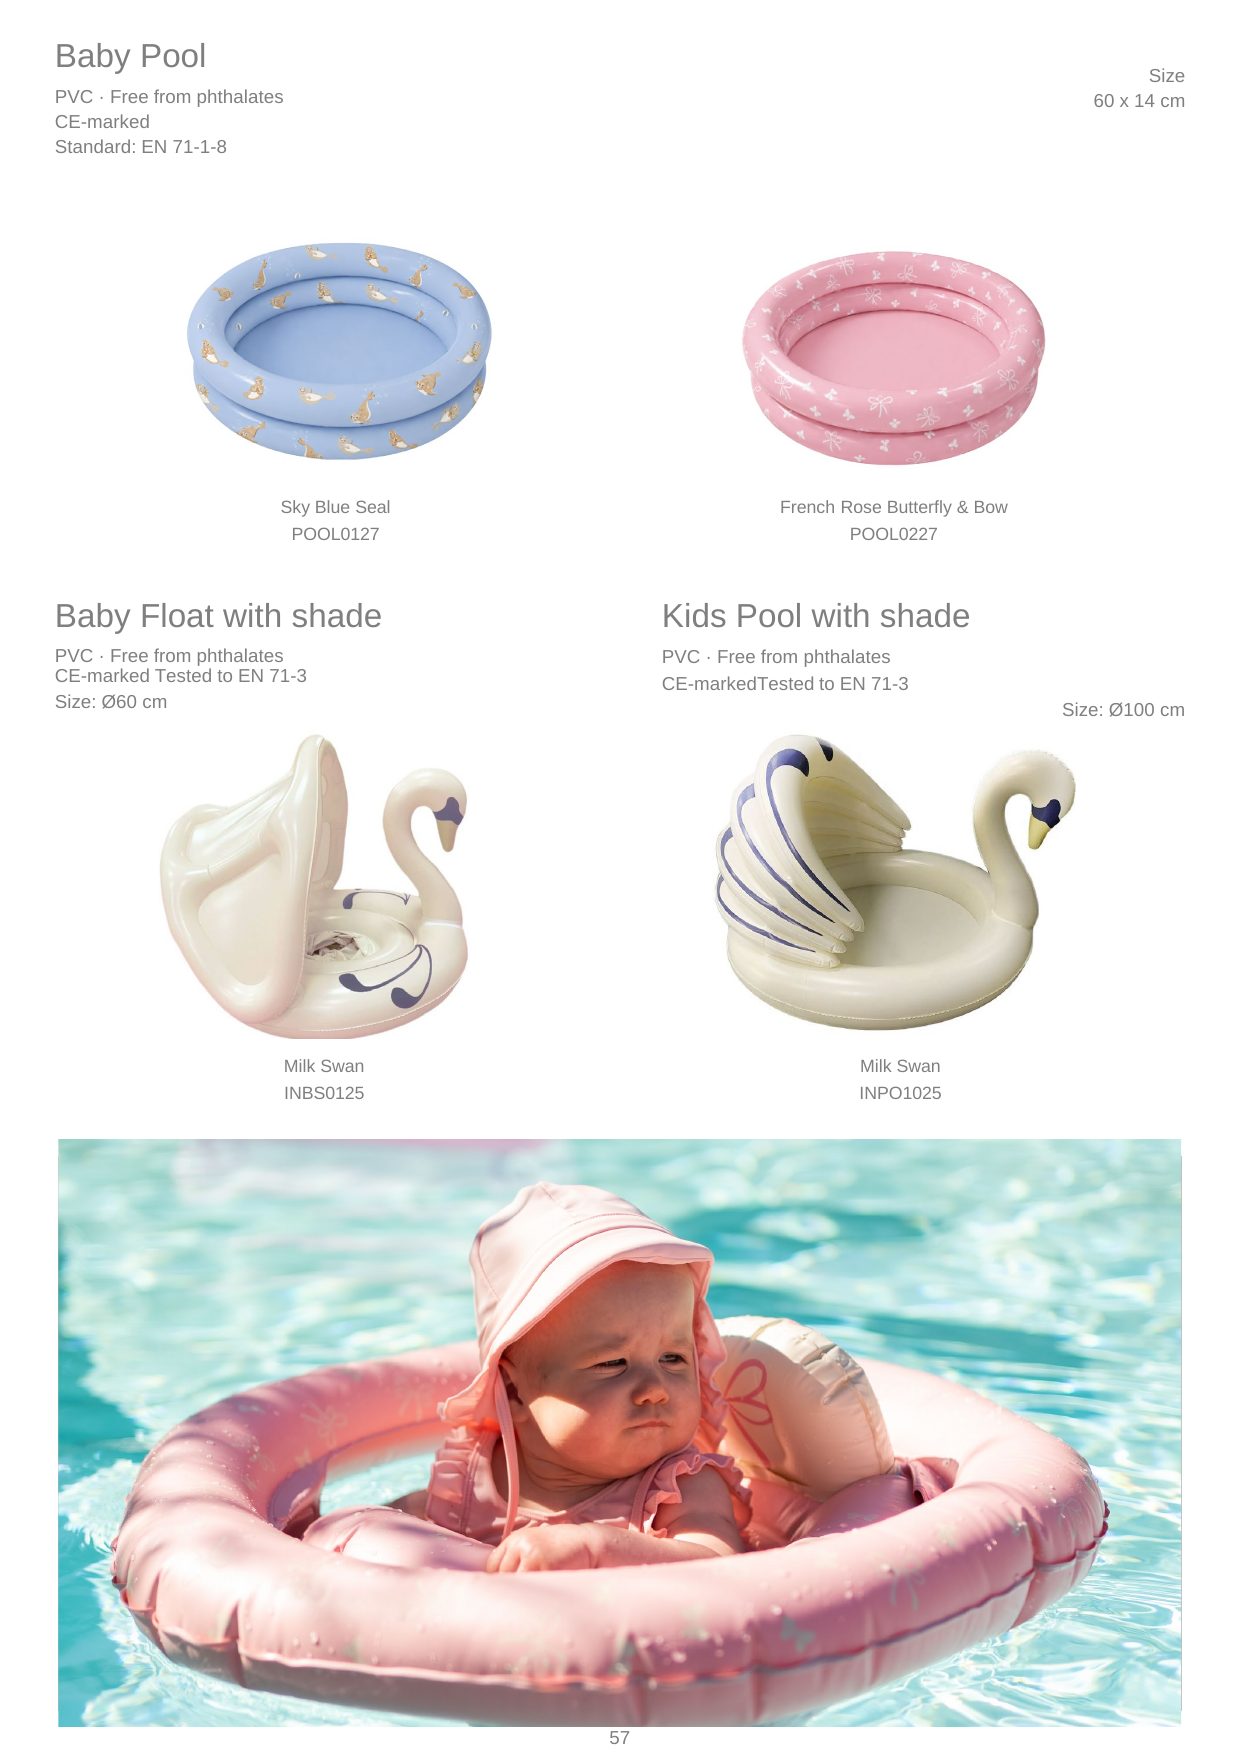 Baby Pool
PVC · Free from phthalates
CE-marked
Standard: EN 71-1-8
Size
60 x 14 cm
Sky Blue Seal
POOL0127
French Rose Butterfly & Bow
POOL0227
Baby Float with shade
PVC · Free from phthalates
CE-marked Tested to EN 71-3
Size: Ø60 cm
Kids Pool with shade
PVC · Free from phthalates
CE-markedTested to EN 71-3
Size: Ø100 cm
Milk Swan
INBS0125
Milk Swan
INPO1025
57